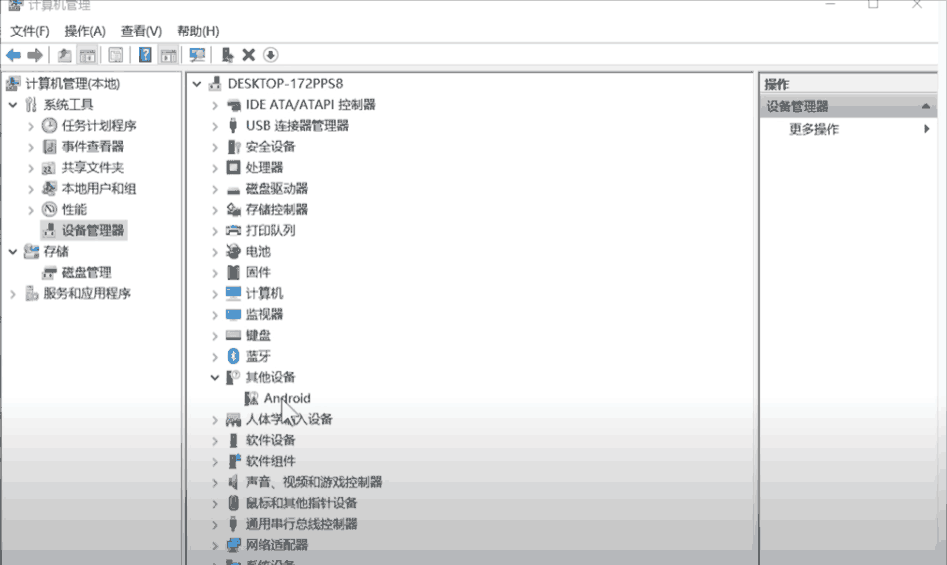 计算机管理
文件(F) 操作(A) 查看(V) 帮助(H)
计算机管理(本地)
系统工具
任务计划程序
事件查看器
共享文件夹
本地用户和组
性能
设备管理器
存储
磁盘管理
服务和应用程序
DESKTOP-172PPS8
IDE ATA/ATAPI 控制器
USB 连接器管理器
安全设备
处理器
磁盘驱动器
存储控制器
打印队列
电池
固件
计算机
监视器
键盘
蓝牙
其他设备
Android
人体学输入设备
软件设备
软件组件
声音、视频和游戏控制器
鼠标和其他指针设备
通用串行总线控制器
网络适配器
系统设备
操作
设备管理器
更多操作